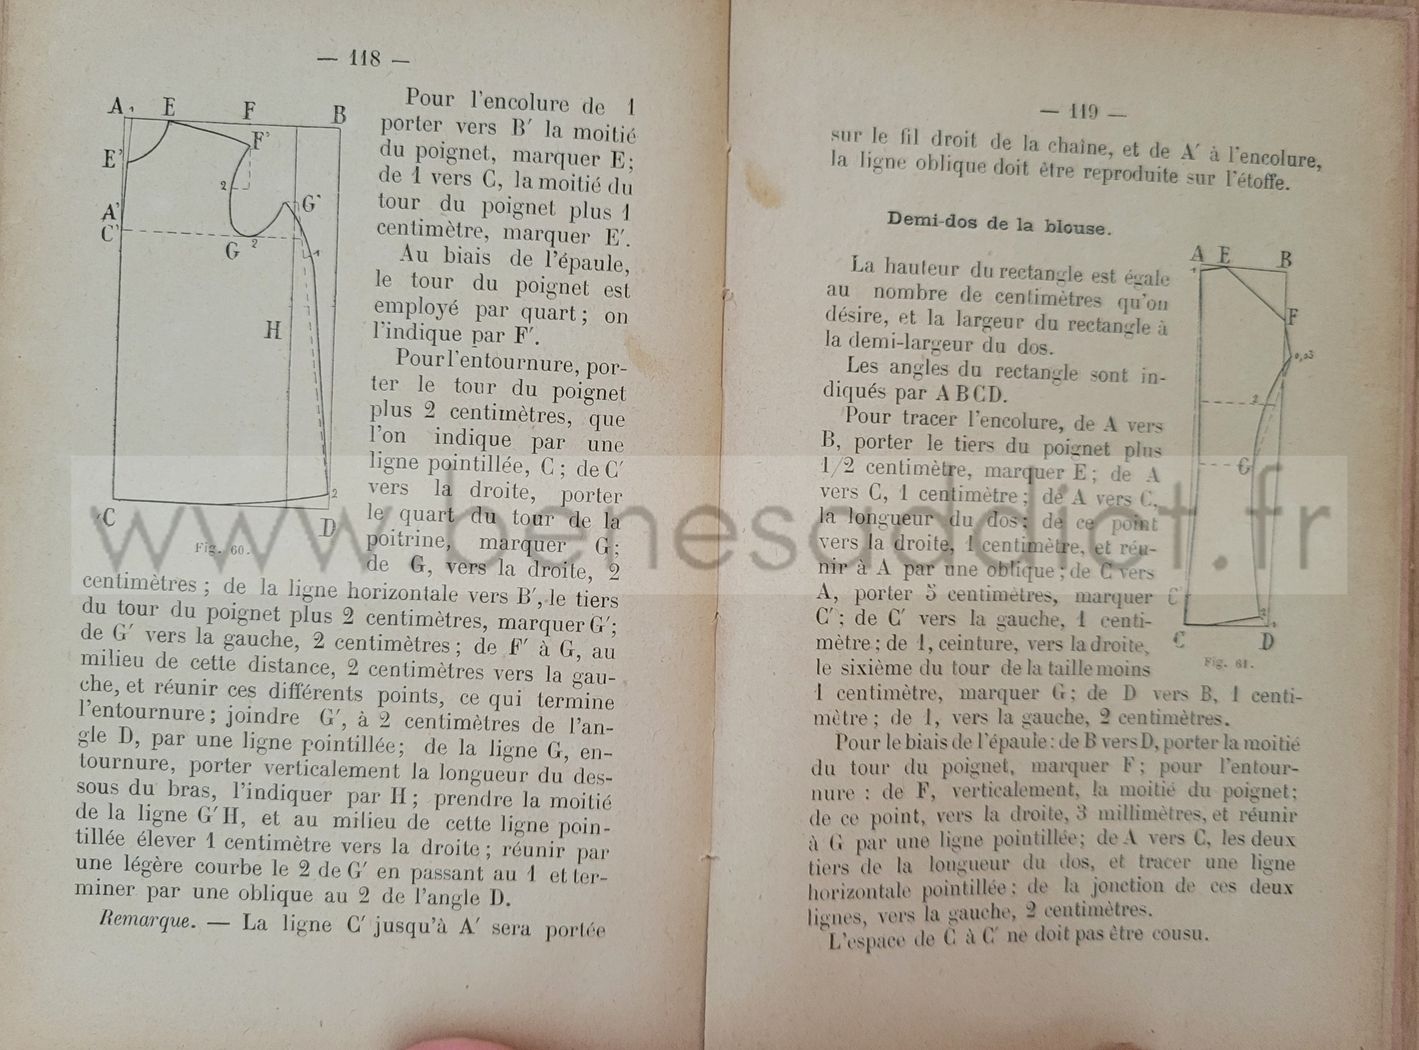 — 118 —
A 1 E F B
F'
E'
2
G'
A'
C'
G 2
1
H
2
C D
Fig. 60.
Pour l'encolure de 1
porter vers B' la moitié
du poignet, marquer E;
de 1 vers C, la moitié du
tour du poignet plus 1
centimètre, marquer E'.
Au biais de l'épaule,
le tour du poignet est
employé par quart; on
l'indique par F'.
Pour l'entournure, por-
ter le tour du poignet
plus 2 centimètres, que
l'on indique par une
ligne pointillée, C; de C'
vers la droite, porter
le quart du tour de la
poitrine, marquer G;
de G, vers la droite, 2
centimètres; de la ligne horizontale vers B', le tiers
du tour du poignet plus 2 centimètres, marquer G';
de G' vers la gauche, 2 centimètres; de F' à G, au
milieu de cette distance, 2 centimètres vers la gau-
che, et réunir ces différents points, ce qui termine
l'entournure; joindre G', à 2 centimètres de l'an-
gle D, par une ligne pointillée; de la ligne G, en-
tournure, porter verticalement la longueur du des-
sous du bras, l'indiquer par H; prendre la moitié
de la ligne G'H, et au milieu de cette ligne poin-
tillée élever 1 centimètre vers la droite; réunir par
une légère courbe le 2 de G' en passant au 1 et ter-
miner par une oblique au 2 de l'angle D.
Remarque. — La ligne C' jusqu'à A' sera portée
— 119 —
sur le fil droit de la chaîne, et de A' à l'encolure,
la ligne oblique doit être reproduite sur l'étoffe.
Demi-dos de la blouse.
La hauteur du rectangle est égale
au nombre de centimètres qu'on
désire, et la largeur du rectangle à
la demi-largeur du dos.
Les angles du rectangle sont in-
diqués par A B C D.
Pour tracer l'encolure, de A vers
B, porter le tiers du poignet plus
1/2 centimètre, marquer E; de A
vers C, 1 centimètre; de A vers C,
la longueur du dos; de ce point
vers la droite, 1 centimètre, et réu-
nir à A par une oblique; de C vers
A, porter 5 centimètres, marquer
C'; de C' vers la gauche, 1 centi-
mètre; de 1, ceinture, vers la droite,
le sixième du tour de la taille moins
1 centimètre, marquer G; de D vers B, 1 centi-
mètre; de 1, vers la gauche, 2 centimètres.
Pour le biais de l'épaule: de B vers D, porter la moitié
du tour du poignet, marquer F; pour l'entour-
nure: de F, verticalement, la moitié du poignet;
de ce point, vers la droite, 3 millimètres, et réunir
à G par une ligne pointillée; de A vers C, les deux
tiers de la longueur du dos, et tracer une ligne
horizontale pointillée; de la jonction de ces deux
lignes, vers la gauche, 2 centimètres.
L'espace de C à C' ne doit pas être cousu.
A E B
1
F
0,03
2
G
C'
2
1
C D
Fig. 61.
www.benesaddict.fr